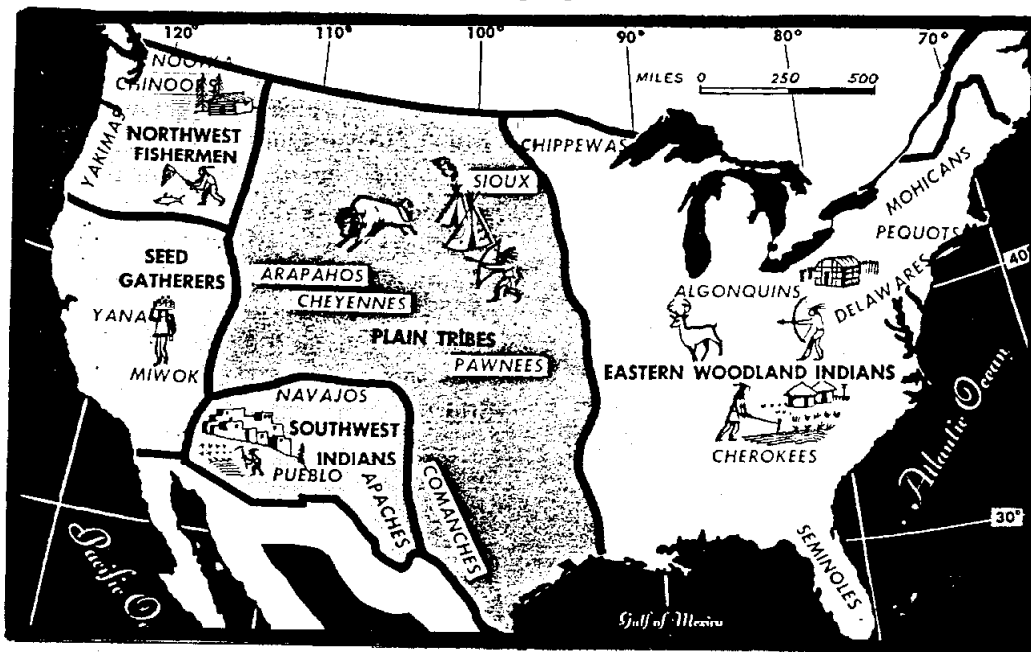 120° 110° 100° 90° 80° 70°
NOOTKA
CHINOOKS
YAKIMAS
NORTHWEST
FISHERMEN
MILES 0 250 500
CHIPPEWAS
SIOUX
MOHICANS
PEQUOTS
40°
SEED
GATHERERS
ARAPAHOS
CHEYENNES
ALGONQUINS
DELAWARES
YANA
PLAIN TRIBES
PAWNEES
MIWOK
EASTERN WOODLAND INDIANS
NAVAJOS
SOUTHWEST
INDIANS
PUEBLO
APACHES
COMANCHES
CHEROKEES
Atlantic Ocean
30°
SEMINOLES
Pacific O
Gulf of Mexico